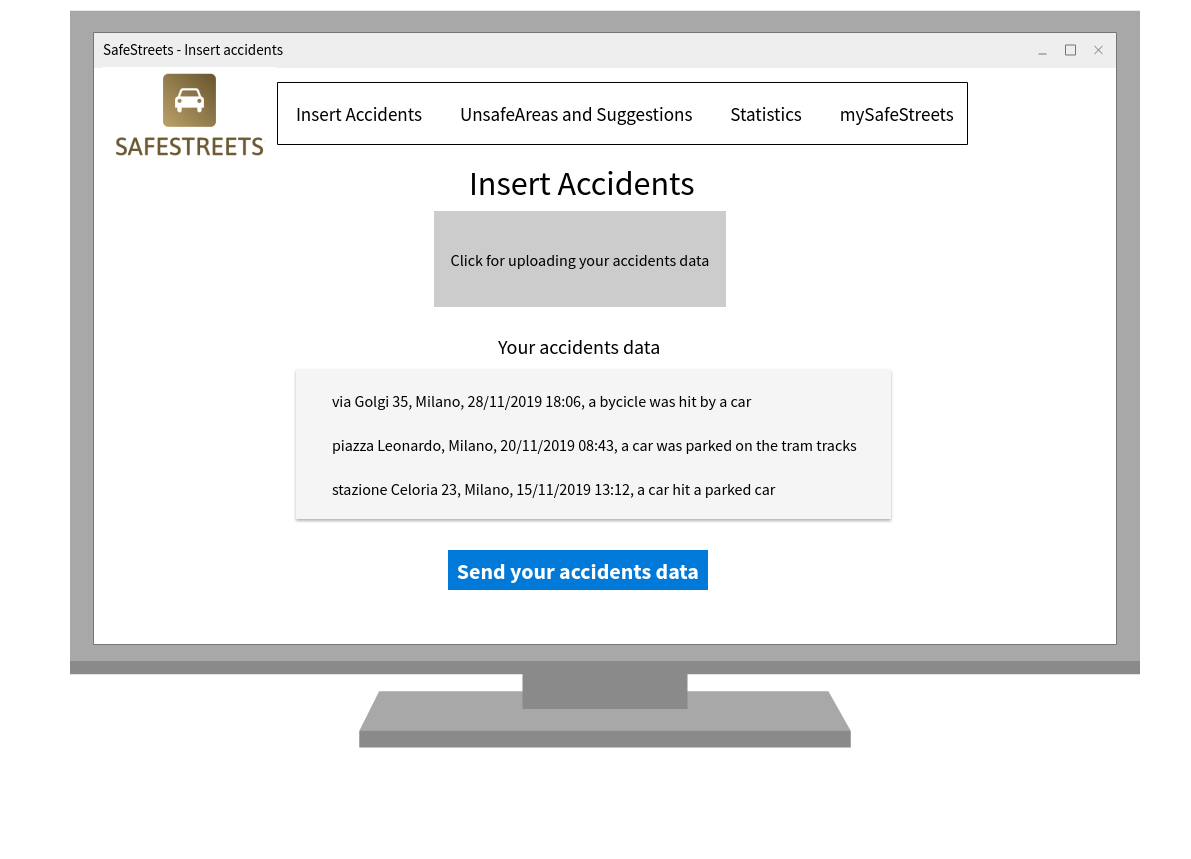 SafeStreets - Insert accidents
SAFESTREETS
Insert Accidents UnsafeAreas and Suggestions Statistics mySafeStreets
Insert Accidents
Click for uploading your accidents data
Your accidents data
via Golgi 35, Milano, 28/11/2019 18:06, a bycicle was hit by a car
piazza Leonardo, Milano, 20/11/2019 08:43, a car was parked on the tram tracks
stazione Celoria 23, Milano, 15/11/2019 13:12, a car hit a parked car
Send your accidents data